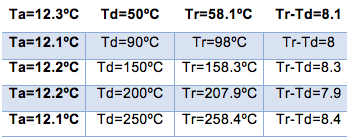 Ta=12.3ºC Td=50ºC Tr=58.1ºC Tr-Td=8.1
Ta=12.1ºC Td=90ºC Tr=98ºC Tr-Td=8
Ta=12.2ºC Td=150ºC Tr=158.3ºC Tr-Td=8.3
Ta=12.2ºC Td=200ºC Tr=207.9ºC Tr-Td=7.9
Ta=12.1ºC Td=250ºC Tr=258.4ºC Tr-Td=8.4